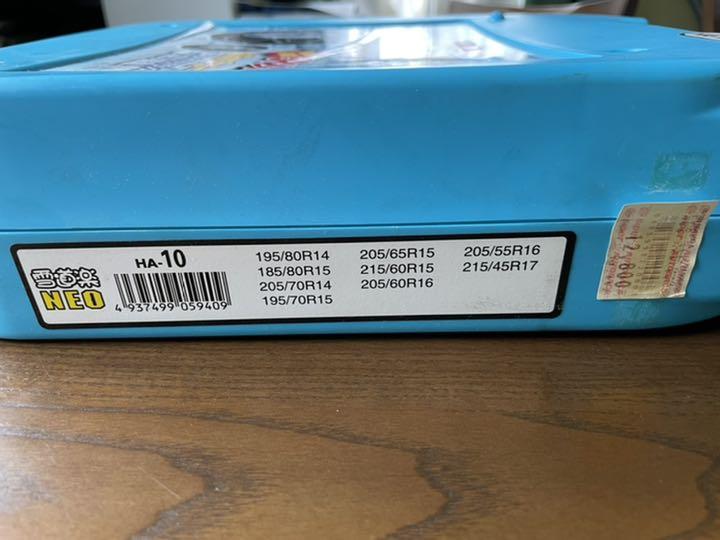 雪道楽
NEO
HA-10
4 937499 059409
195/80R14
185/80R15
205/70R14
195/70R15
205/65R15
215/60R15
205/60R16
205/55R16
215/45R17